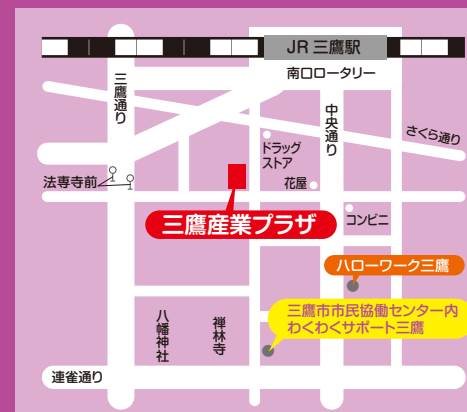 JR 三鷹駅
南口ロータリー
三鷹通り
中央通り
さくら通り
ドラッグ
ストア
法専寺前
花屋
コンビニ
三鷹産業プラザ
ハローワーク三鷹
三鷹市市民協働センター内
わくわくサポート三鷹
八幡神社
禅林寺
連雀通り